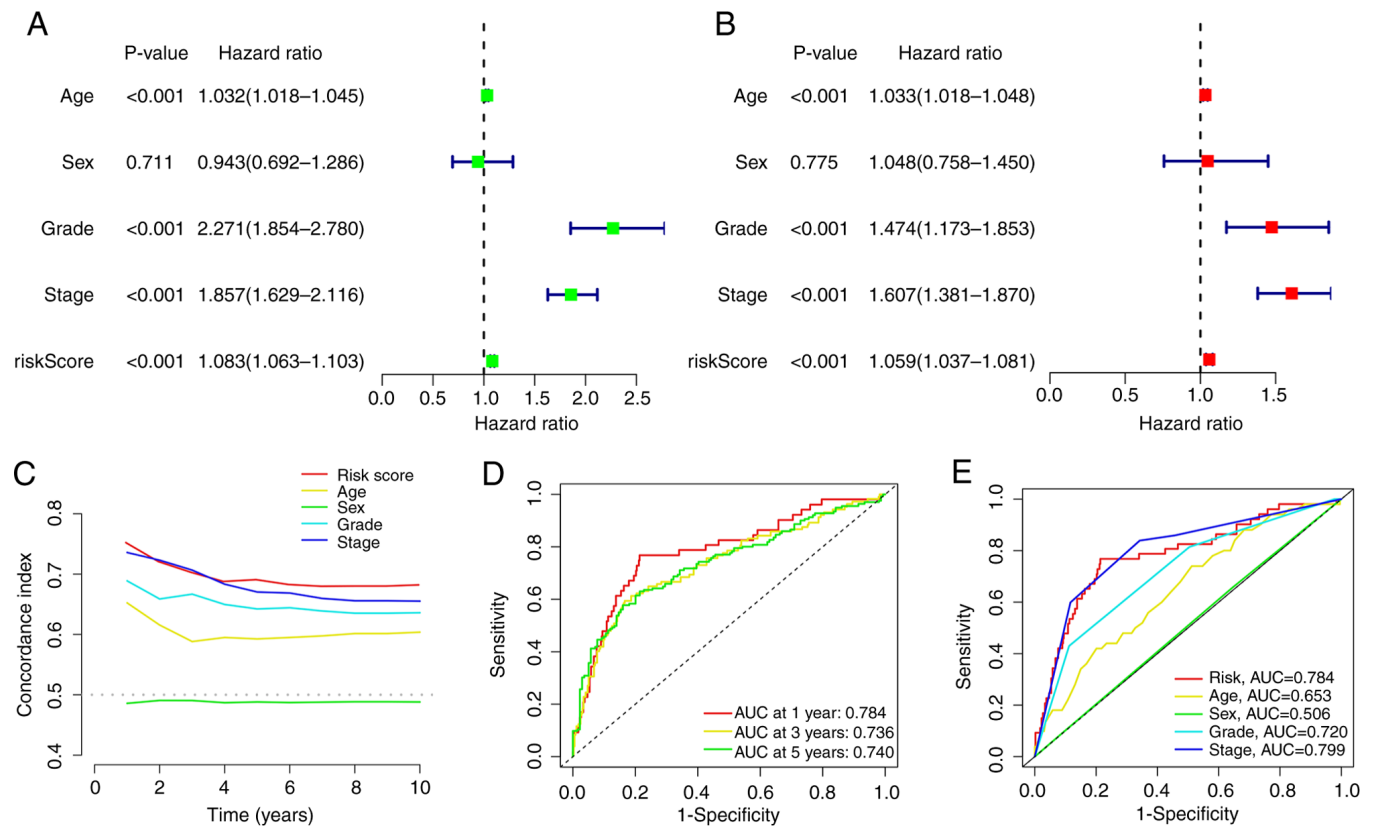 A
P-value Hazard ratio
Age <0.001 1.032(1.018–1.045)
Sex 0.711 0.943(0.692–1.286)
Grade <0.001 2.271(1.854–2.780)
Stage <0.001 1.857(1.629–2.116)
riskScore <0.001 1.083(1.063–1.103)
0.0 0.5 1.0 1.5 2.0 2.5
Hazard ratio
B
P-value Hazard ratio
Age <0.001 1.033(1.018–1.048)
Sex 0.775 1.048(0.758–1.450)
Grade <0.001 1.474(1.173–1.853)
Stage <0.001 1.607(1.381–1.870)
riskScore <0.001 1.059(1.037–1.081)
0.0 0.5 1.0 1.5
Hazard ratio
C
Risk score
Age
Sex
Grade
Stage
Concordance index
0.8
0.7
0.6
0.5
0.4
0 2 4 6 8 10
Time (years)
D
Sensitivity
1.0
0.8
0.6
0.4
0.2
0.0
AUC at 1 year: 0.784
AUC at 3 years: 0.736
AUC at 5 years: 0.740
0.0 0.2 0.4 0.6 0.8 1.0
1-Specificity
E
Sensitivity
1.0
0.8
0.6
0.4
0.2
0.0
Risk, AUC=0.784
Age, AUC=0.653
Sex, AUC=0.506
Grade, AUC=0.720
Stage, AUC=0.799
0.0 0.2 0.4 0.6 0.8 1.0
1-Specificity